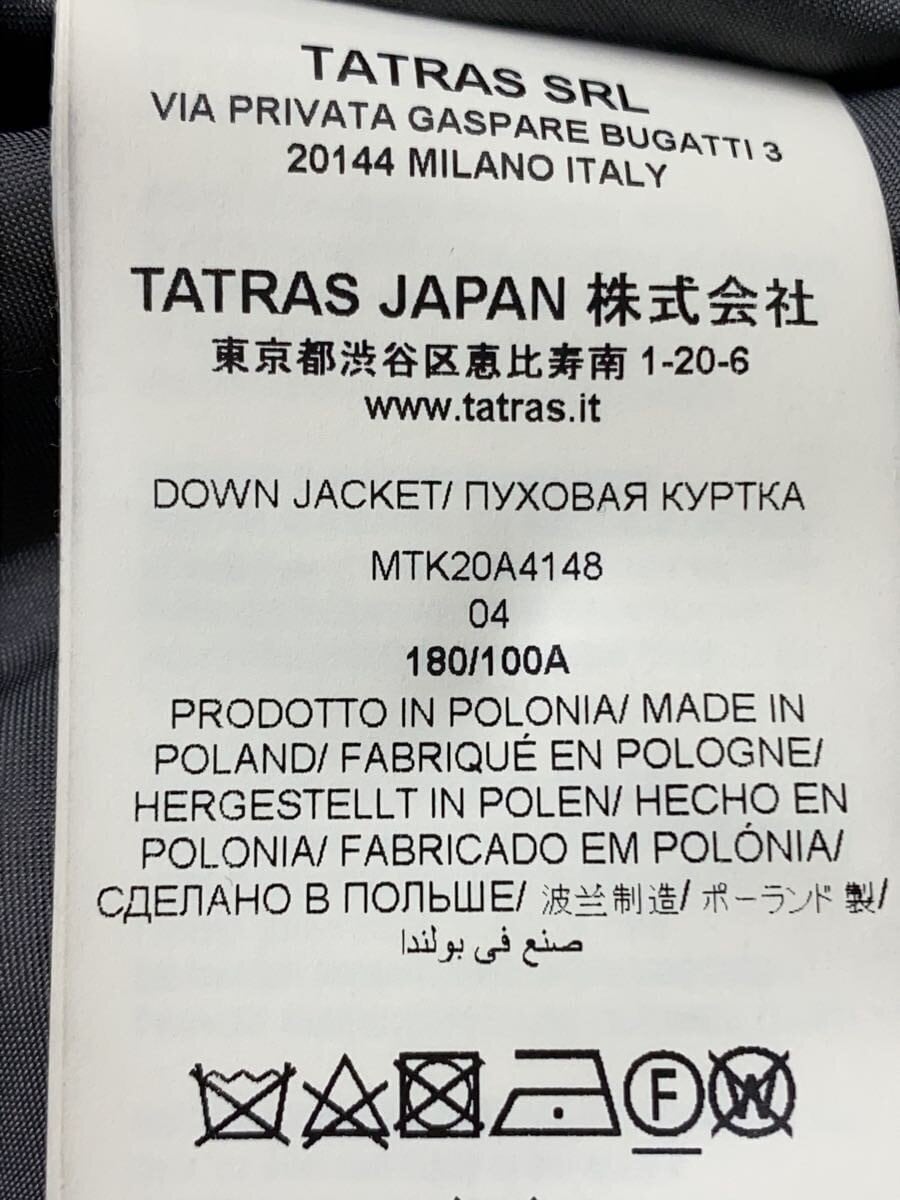 TATRAS SRL
VIA PRIVATA GASPARE BUGATTI 3
20144 MILANO ITALY
TATRAS JAPAN 株式会社
東京都渋谷区恵比寿南 1-20-6
www.tatras.it
DOWN JACKET/ ПУХОВАЯ КУРТКА
MTK20A4148
04
180/100A
PRODOTTO IN POLONIA/ MADE IN
POLAND/ FABRIQUÉ EN POLOGNE/
HERGESTELLT IN POLEN/ HECHO EN
POLONIA/ FABRICADO EM POLÓNIA/
СДЕЛАНО В ПОЛЬШЕ/ 波兰制造/ ポーランド 製/
صنع في بولندا
F W